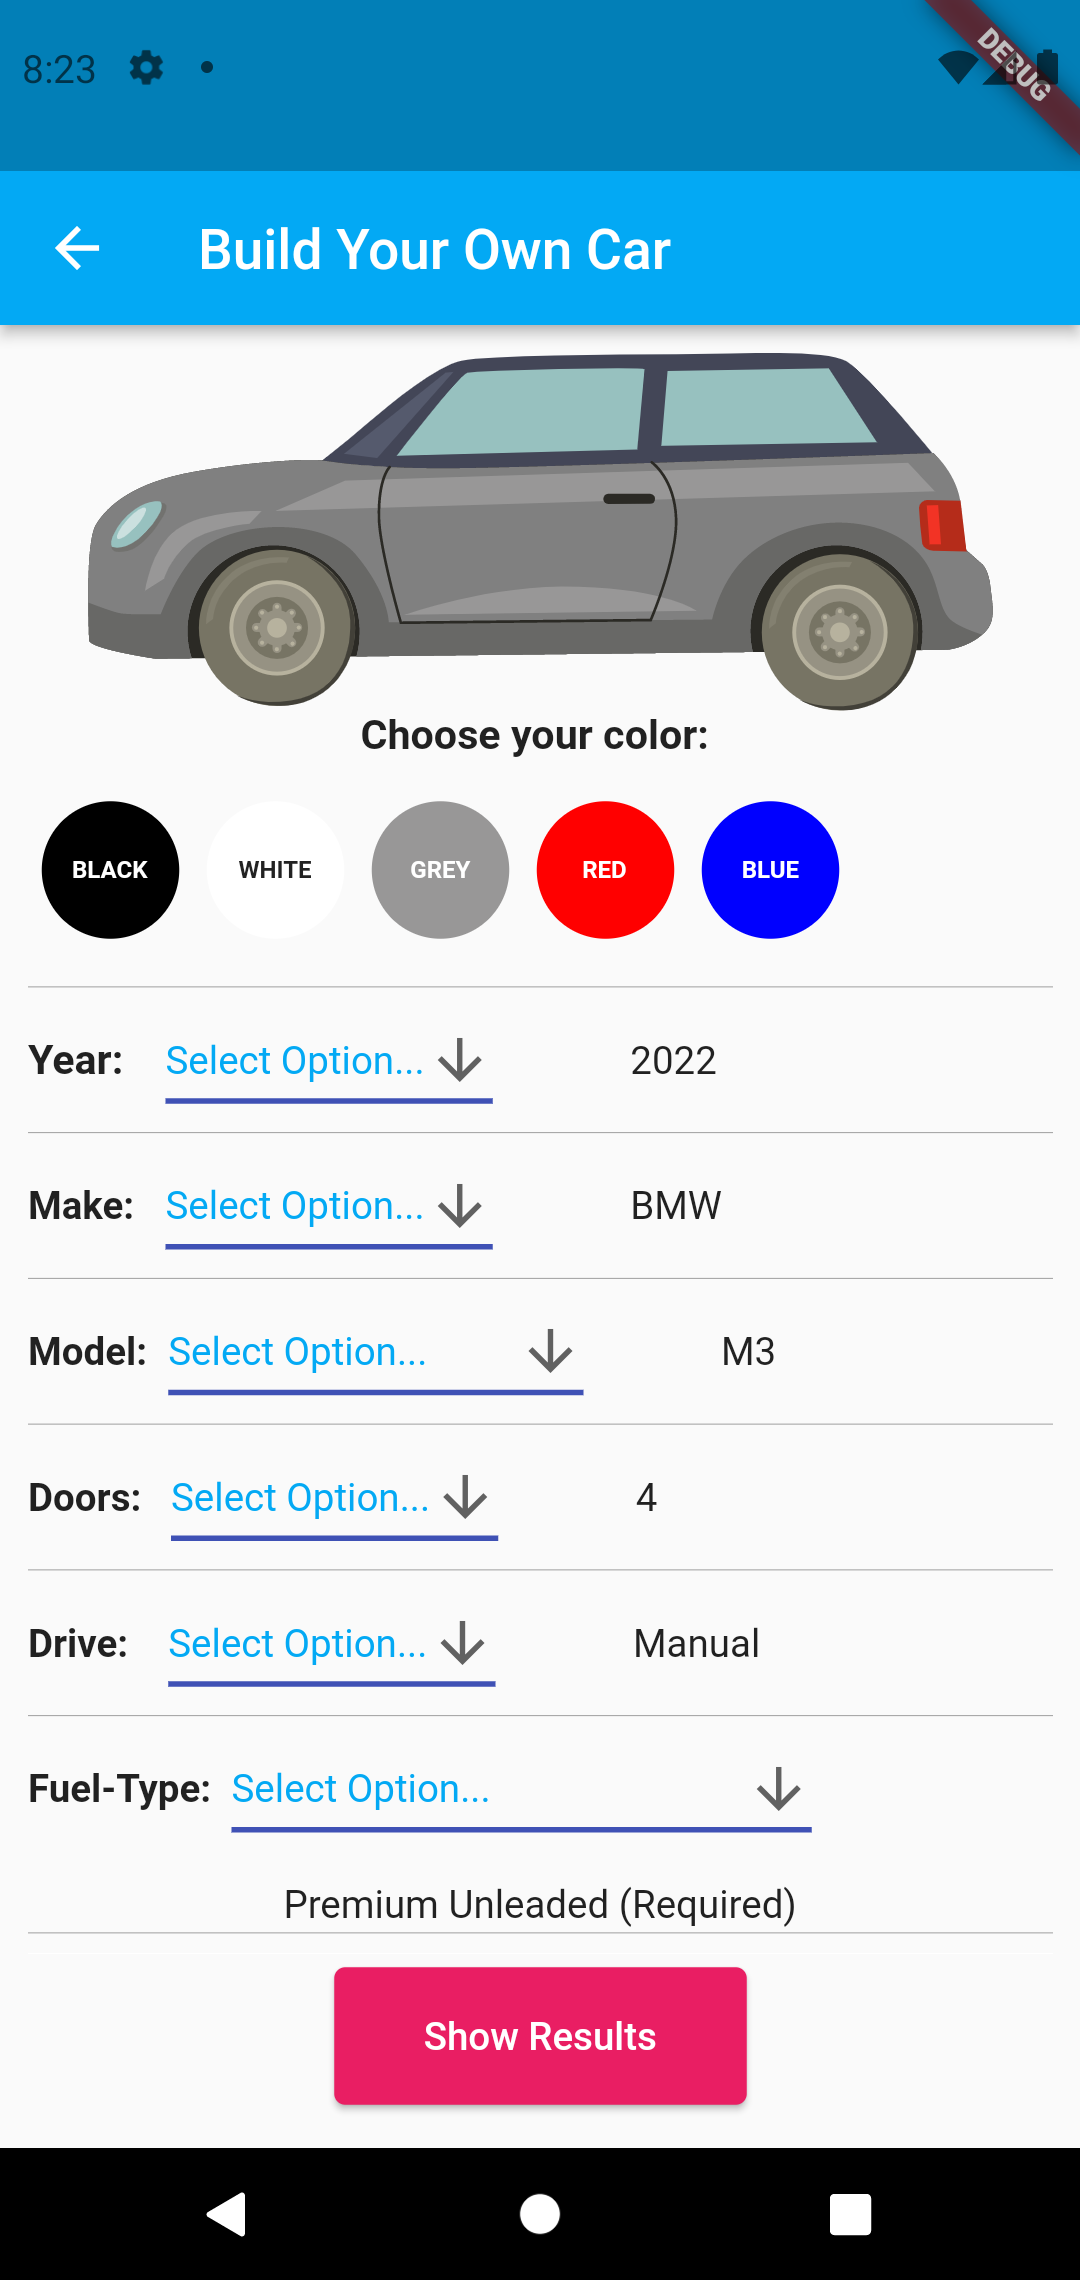 8:23
DEBUG
Build Your Own Car
Choose your color:
BLACK WHITE GREY RED BLUE
Year: Select Option... 2022
Make: Select Option... BMW
Model: Select Option... M3
Doors: Select Option... 4
Drive: Select Option... Manual
Fuel-Type: Select Option...
Premium Unleaded (Required)
Show Results